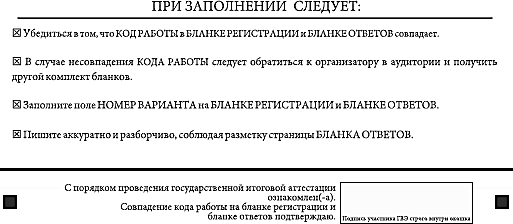 ПРИ ЗАПОЛНЕНИИ СЛЕДУЕТ:
☒ Убедиться в том, что КОД РАБОТЫ в БЛАНКЕ РЕГИСТРАЦИИ и БЛАНКЕ ОТВЕТОВ совпадает.
☒ В случае несовпадения КОДА РАБОТЫ следует обратиться к организатору в аудитории и получить
другой комплект бланков.
☒ Заполните поле НОМЕР ВАРИАНТА на БЛАНКЕ РЕГИСТРАЦИИ и БЛАНКЕ ОТВЕТОВ.
☒ Пишите аккуратно и разборчиво, соблюдая разметку страницы БЛАНКА ОТВЕТОВ.
С порядком проведения государственной итоговой аттестации
ознакомлен(-а).
Совпадение кода работы на бланке регистрации и
бланке ответов подтверждаю.
Подпись участника ГВЭ строго внутри окошка